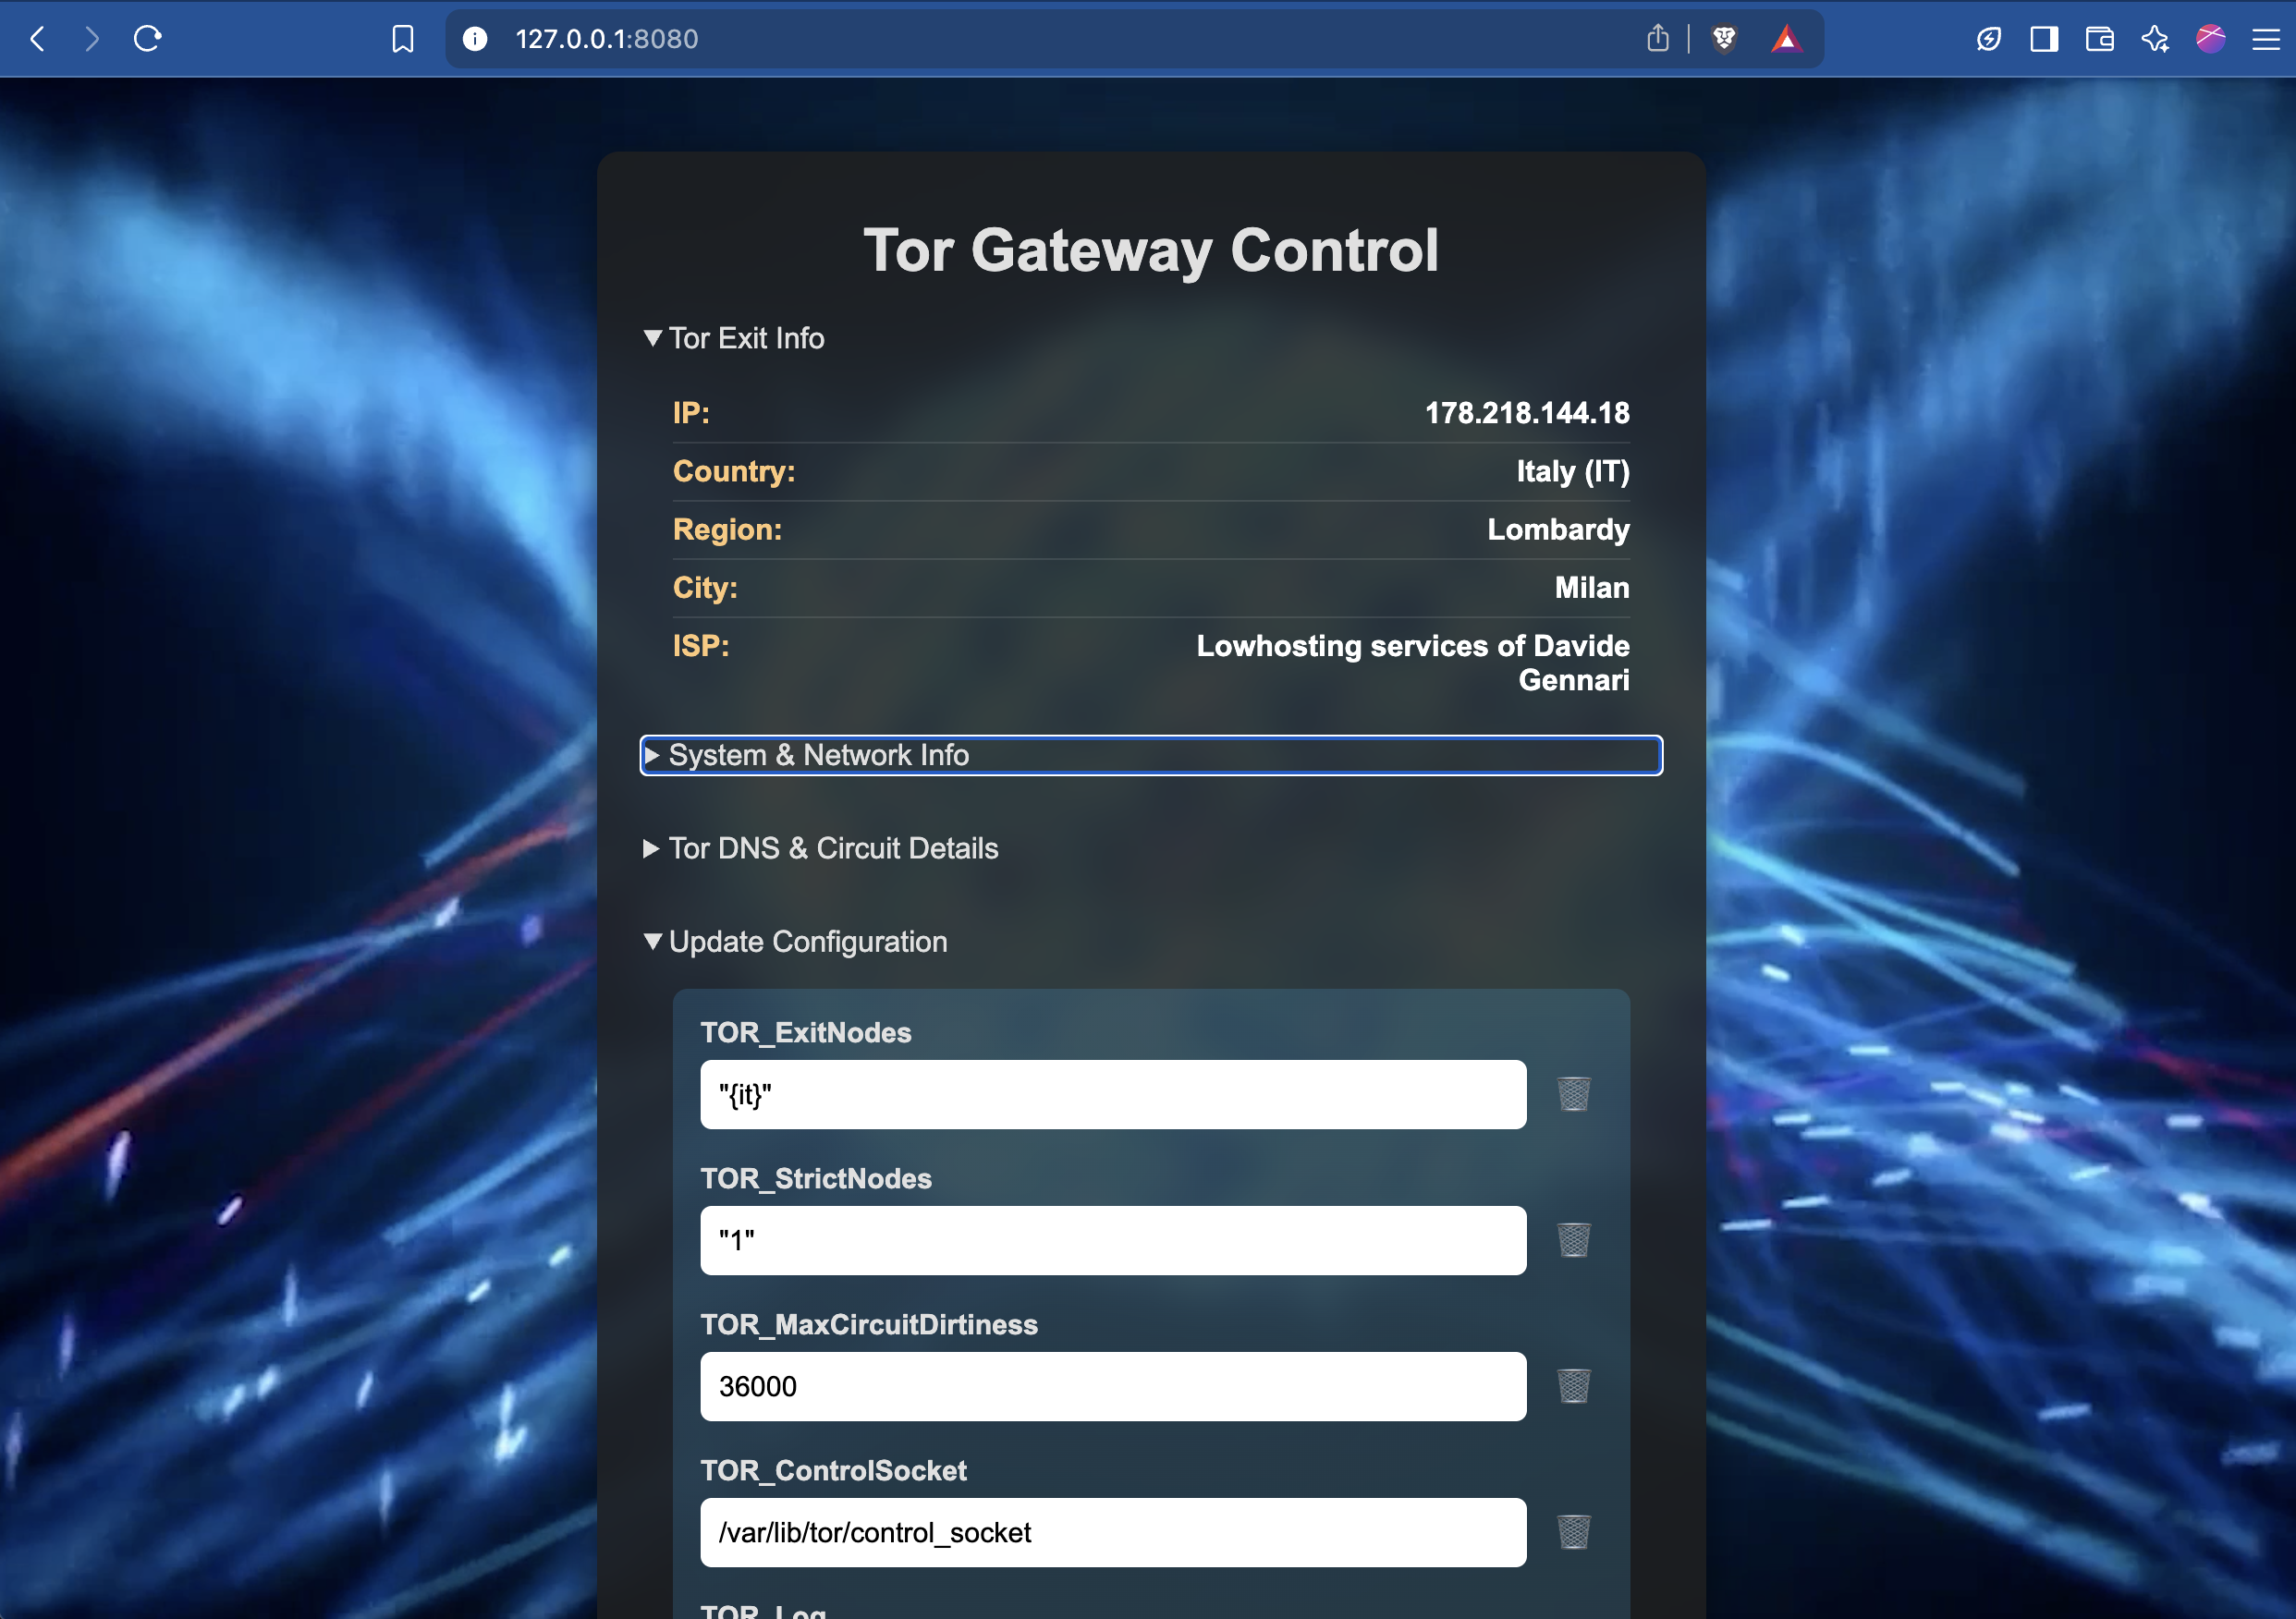 127.0.0.1:8080
Tor Gateway Control
▼ Tor Exit Info
IP: 178.218.144.18
Country: Italy (IT)
Region: Lombardy
City: Milan
ISP: Lowhosting services of Davide
Gennari
▶ System & Network Info
▶ Tor DNS & Circuit Details
▼ Update Configuration
TOR_ExitNodes
"{it}"
TOR_StrictNodes
"1"
TOR_MaxCircuitDirtiness
36000
TOR_ControlSocket
/var/lib/tor/control_socket
TOR_Log